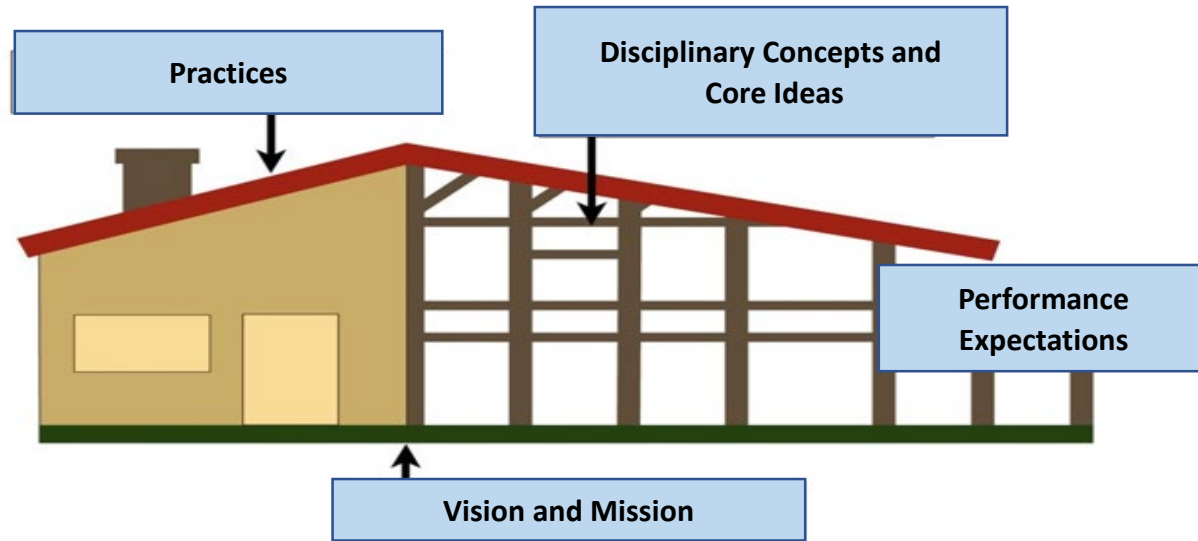 Practices
Disciplinary Concepts and
Core Ideas
Performance
Expectations
Vision and Mission